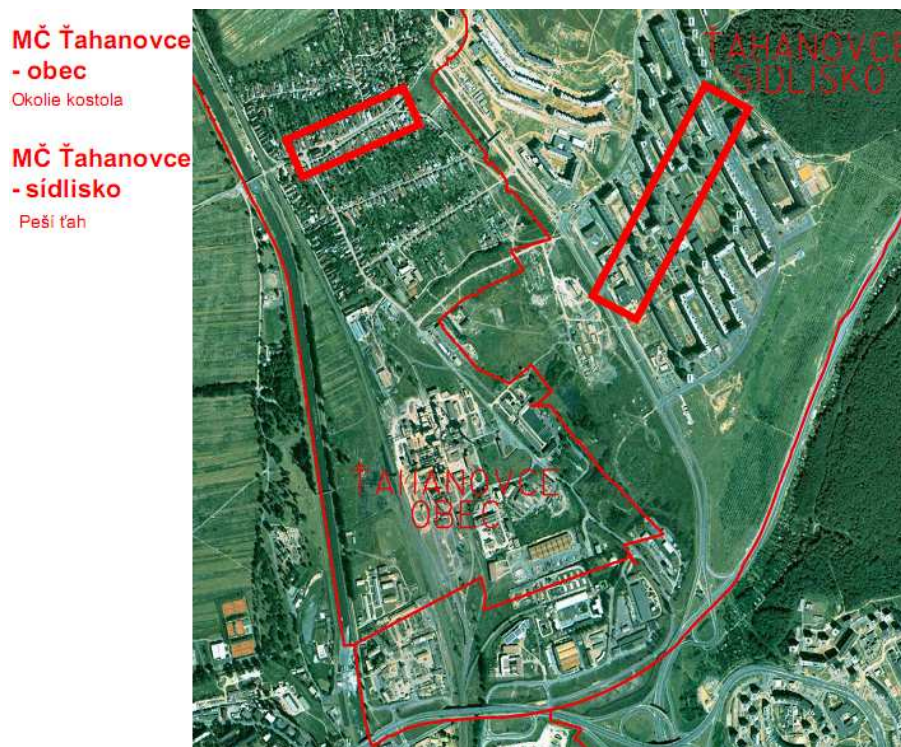 MČ Ťahanovce
- obec
Okolie kostola
MČ Ťahanovce
- sídlisko
Peší ťah
ŤAHANOVCE
SÍDLISKO
ŤAHANOVCE
OBEC